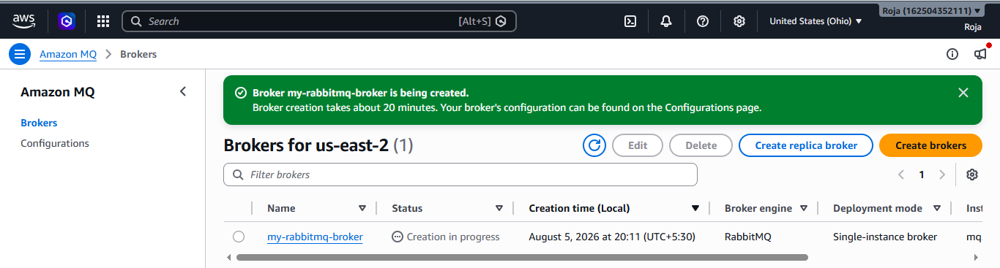 aws
Search [Alt+S]
United States (Ohio)
Roja (162504352111)
Roja
Amazon MQ
Brokers
Amazon MQ
Brokers
Configurations
Broker my-rabbitmq-broker is being created.
Broker creation takes about 20 minutes. Your broker's configuration can be found on the Configurations page.
Brokers for us-east-2 (1)
Edit
Delete
Create replica broker
Create brokers
Filter brokers
1
Name Status Creation time (Local) Broker engine Deployment mode Inst
my-rabbitmq-broker Creation in progress August 5, 2026 at 20:11 (UTC+5:30) RabbitMQ Single-instance broker mq